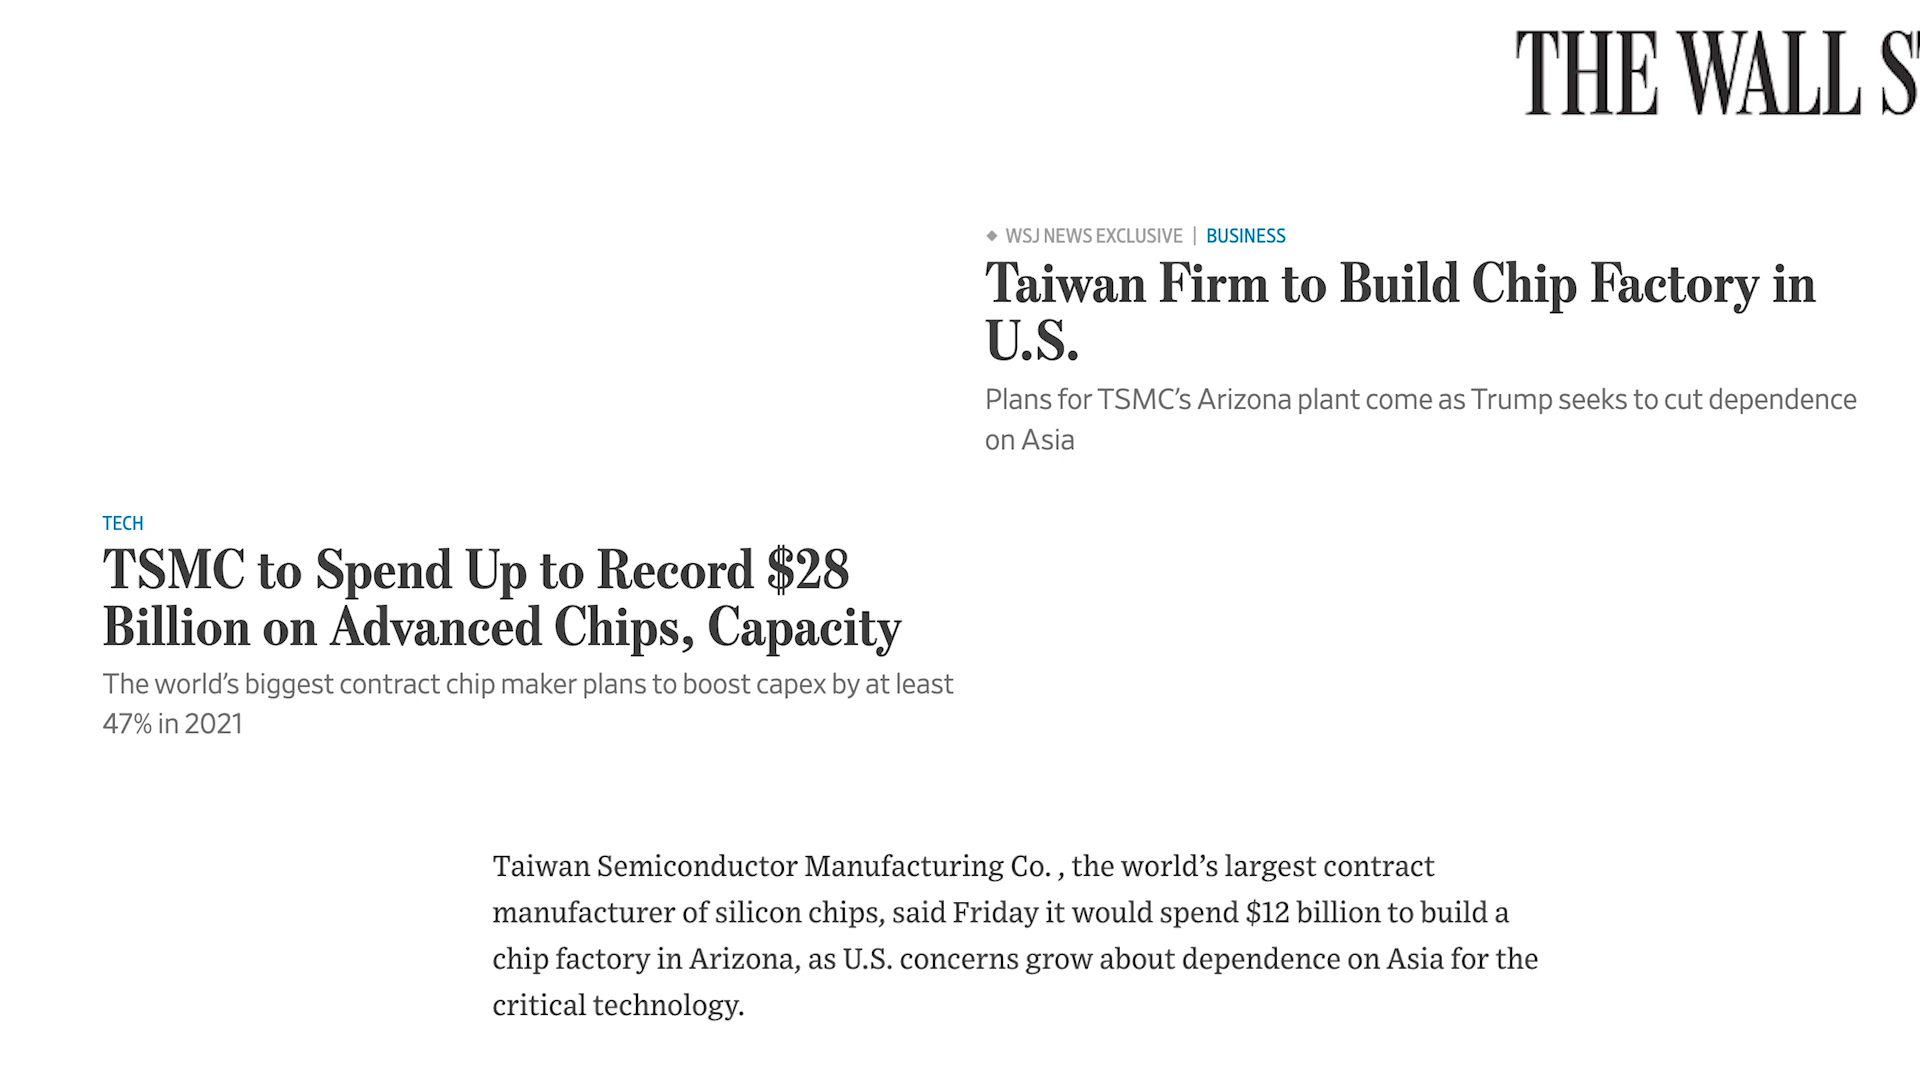 THE WALL S
◆ WSJ NEWS EXCLUSIVE | BUSINESS
Taiwan Firm to Build Chip Factory in
U.S.
Plans for TSMC’s Arizona plant come as Trump seeks to cut dependence
on Asia
TECH
TSMC to Spend Up to Record $28
Billion on Advanced Chips, Capacity
The world’s biggest contract chip maker plans to boost capex by at least
47% in 2021
Taiwan Semiconductor Manufacturing Co. , the world’s largest contract
manufacturer of silicon chips, said Friday it would spend $12 billion to build a
chip factory in Arizona, as U.S. concerns grow about dependence on Asia for the
critical technology.